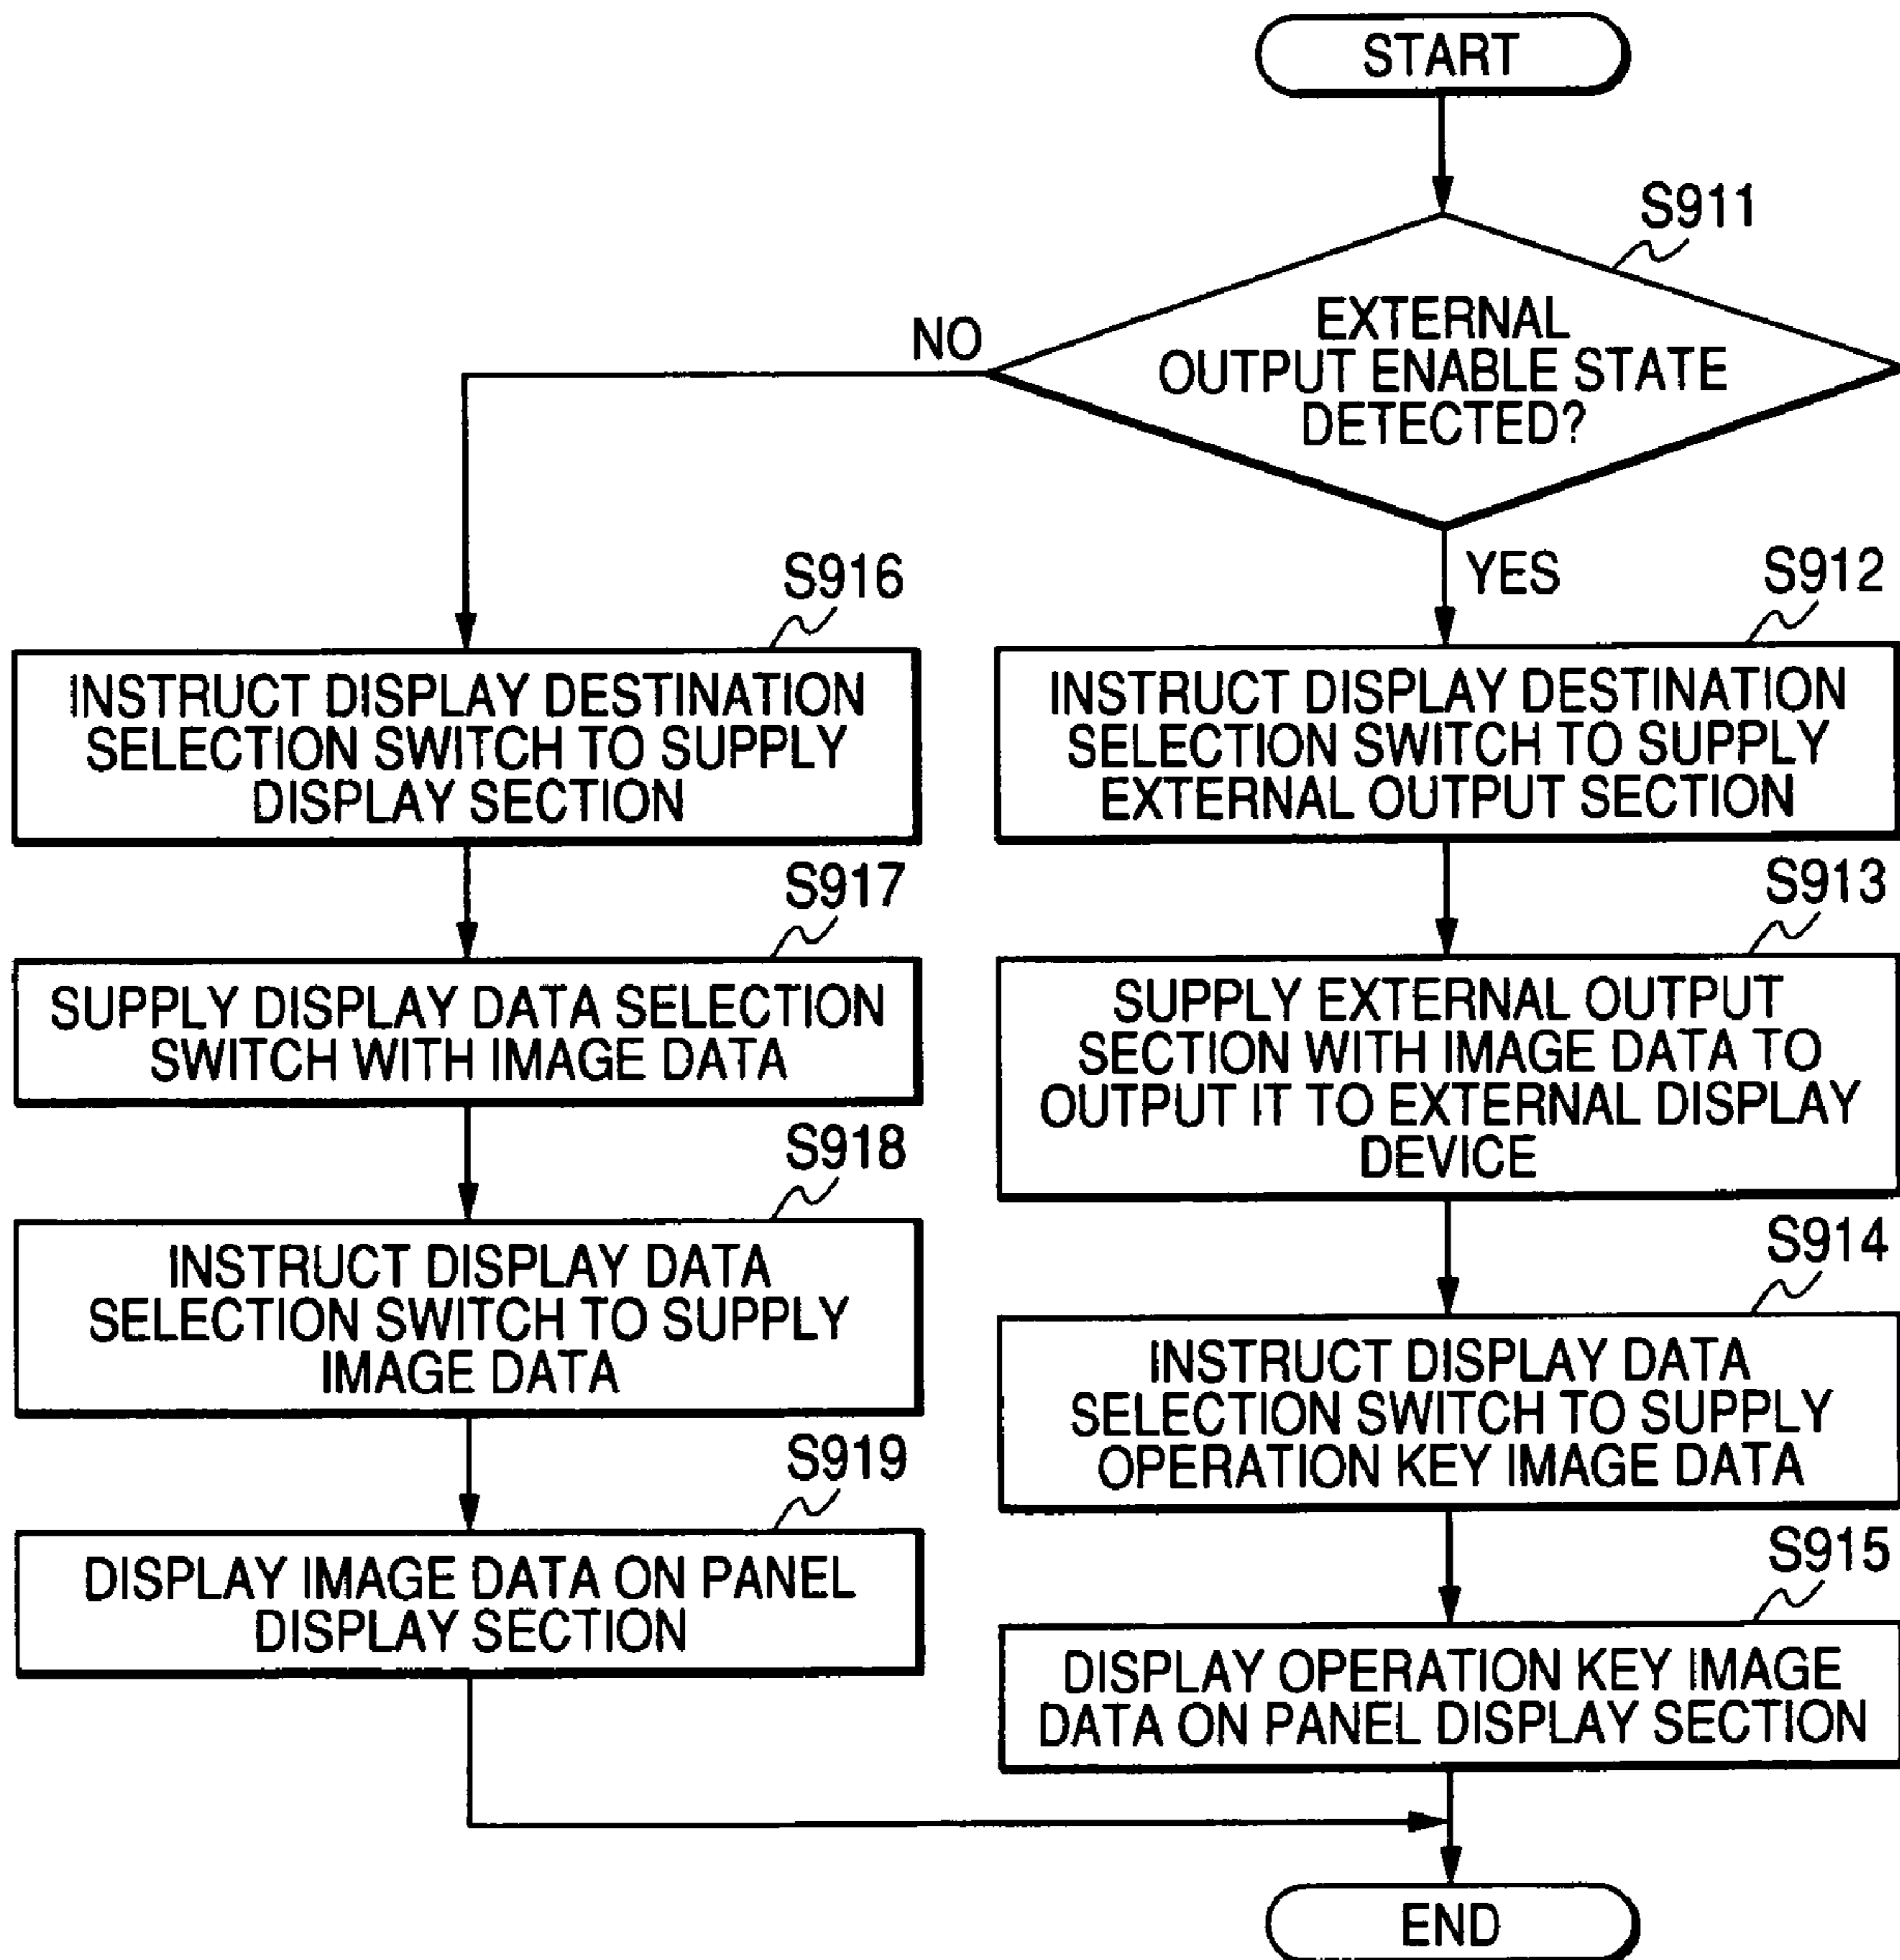 START
S911
EXTERNAL
OUTPUT ENABLE STATE
DETECTED?
NO
YES
S916
INSTRUCT DISPLAY DESTINATION
SELECTION SWITCH TO SUPPLY
DISPLAY SECTION
S912
INSTRUCT DISPLAY DESTINATION
SELECTION SWITCH TO SUPPLY
EXTERNAL OUTPUT SECTION
S917
SUPPLY DISPLAY DATA SELECTION
SWITCH WITH IMAGE DATA
S913
SUPPLY EXTERNAL OUTPUT
SECTION WITH IMAGE DATA TO
OUTPUT IT TO EXTERNAL DISPLAY
DEVICE
S918
INSTRUCT DISPLAY DATA
SELECTION SWITCH TO SUPPLY
IMAGE DATA
S914
INSTRUCT DISPLAY DATA
SELECTION SWITCH TO SUPPLY
OPERATION KEY IMAGE DATA
S919
DISPLAY IMAGE DATA ON PANEL
DISPLAY SECTION
S915
DISPLAY OPERATION KEY IMAGE
DATA ON PANEL DISPLAY SECTION
END